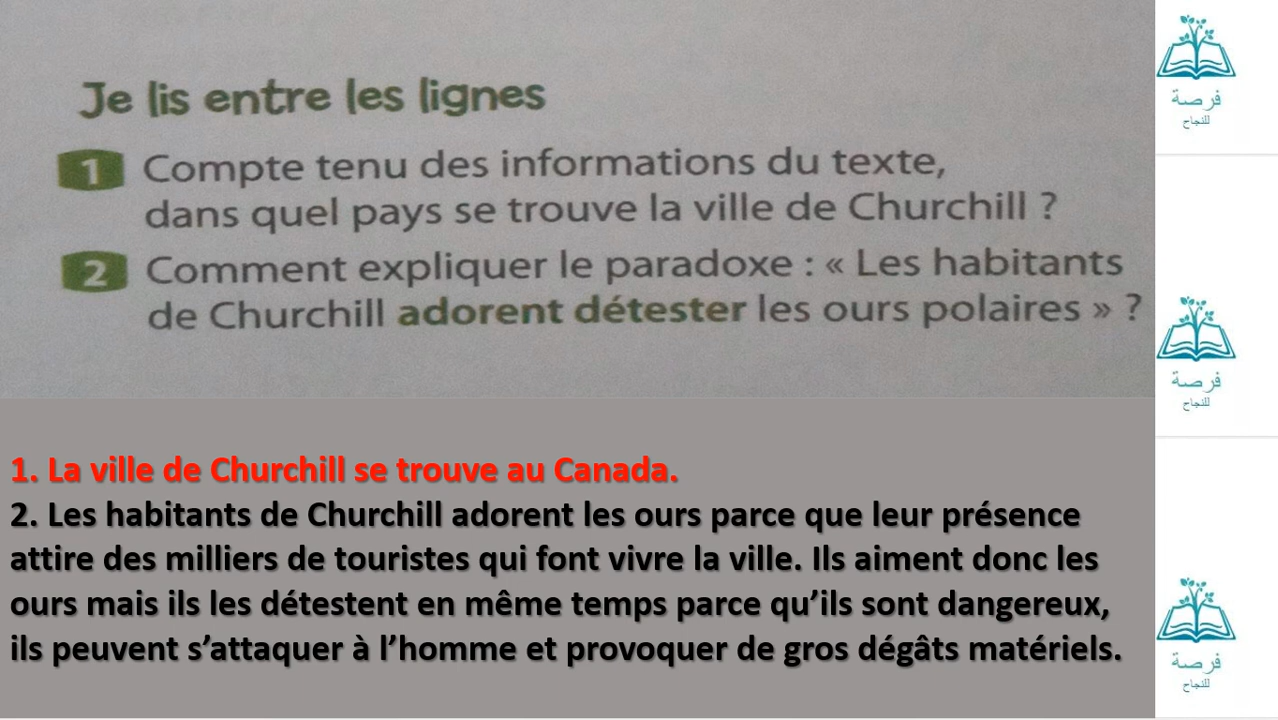 Je lis entre les lignes
1 Compte tenu des informations du texte,
dans quel pays se trouve la ville de Churchill ?
2 Comment expliquer le paradoxe : « Les habitants
de Churchill adorent détester les ours polaires » ?
1. La ville de Churchill se trouve au Canada.
2. Les habitants de Churchill adorent les ours parce que leur présence
attire des milliers de touristes qui font vivre la ville. Ils aiment donc les
ours mais ils les détestent en même temps parce qu’ils sont dangereux,
ils peuvent s’attaquer à l’homme et provoquer de gros dégâts matériels.
فرصة
للنجاح
فرصة
للنجاح
فرصة
للنجاح